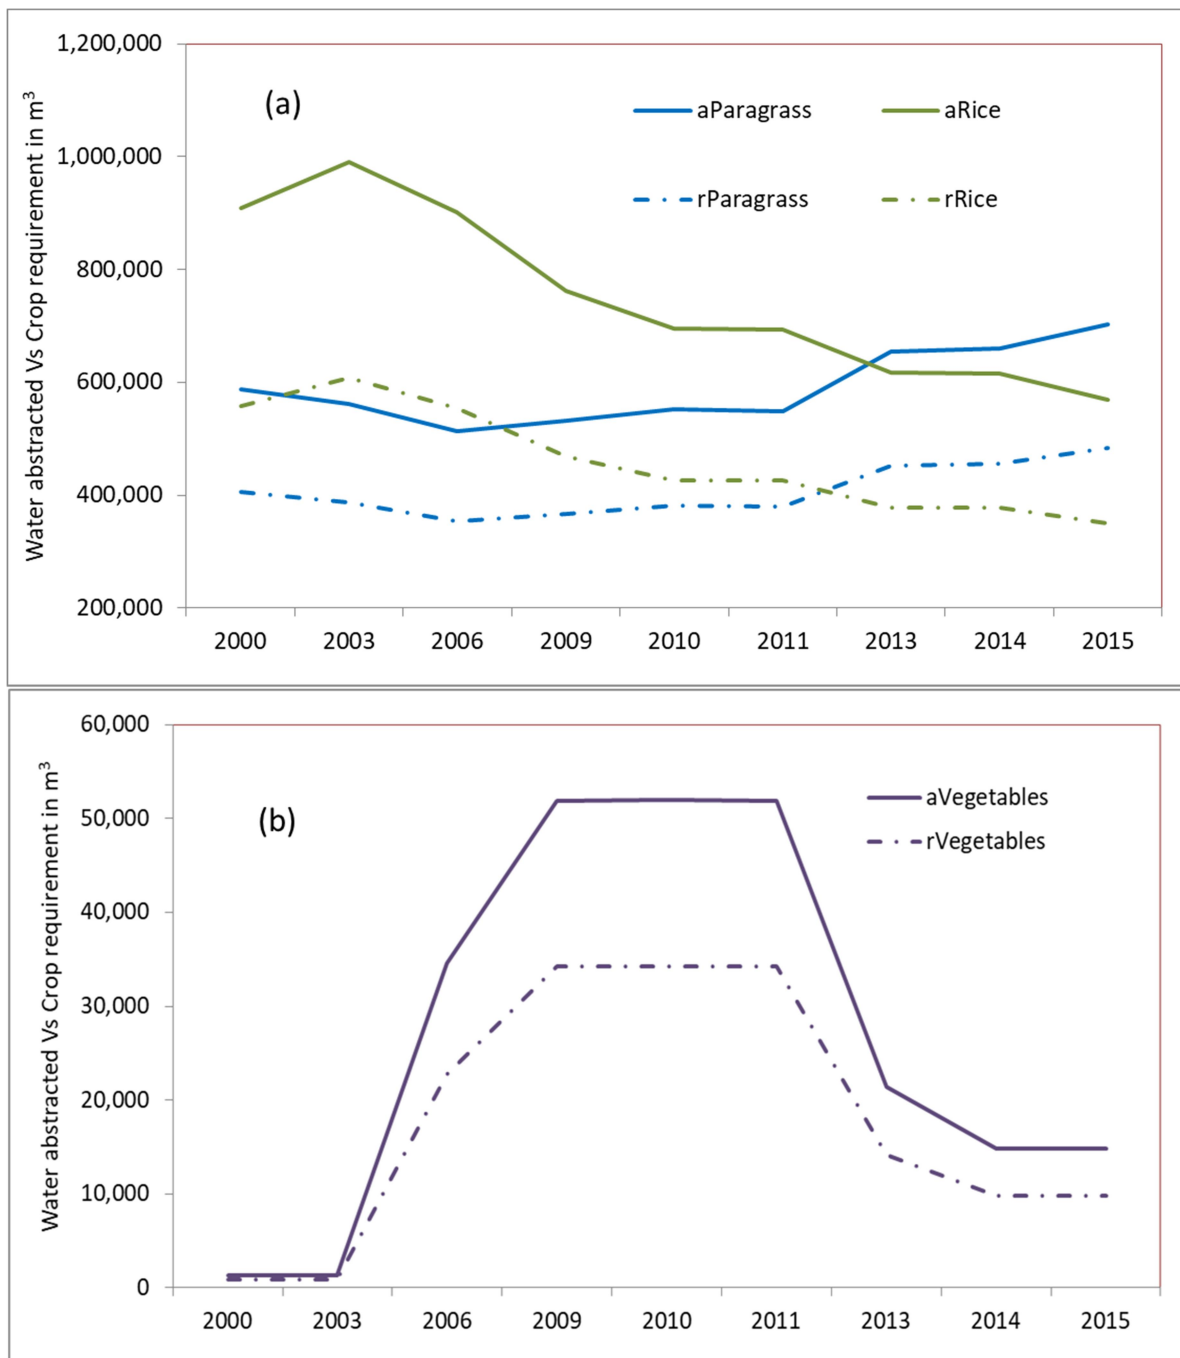 Water abstracted Vs Crop requirement in m³
1,200,000
1,000,000
800,000
600,000
400,000
200,000
(a)
aParagrass
aRice
rParagrass
rRice
2000 2003 2006 2009 2010 2011 2013 2014 2015
Water abstracted Vs Crop requirement in m³
60,000
50,000
40,000
30,000
20,000
10,000
0
(b)
aVegetables
rVegetables
2000 2003 2006 2009 2010 2011 2013 2014 2015